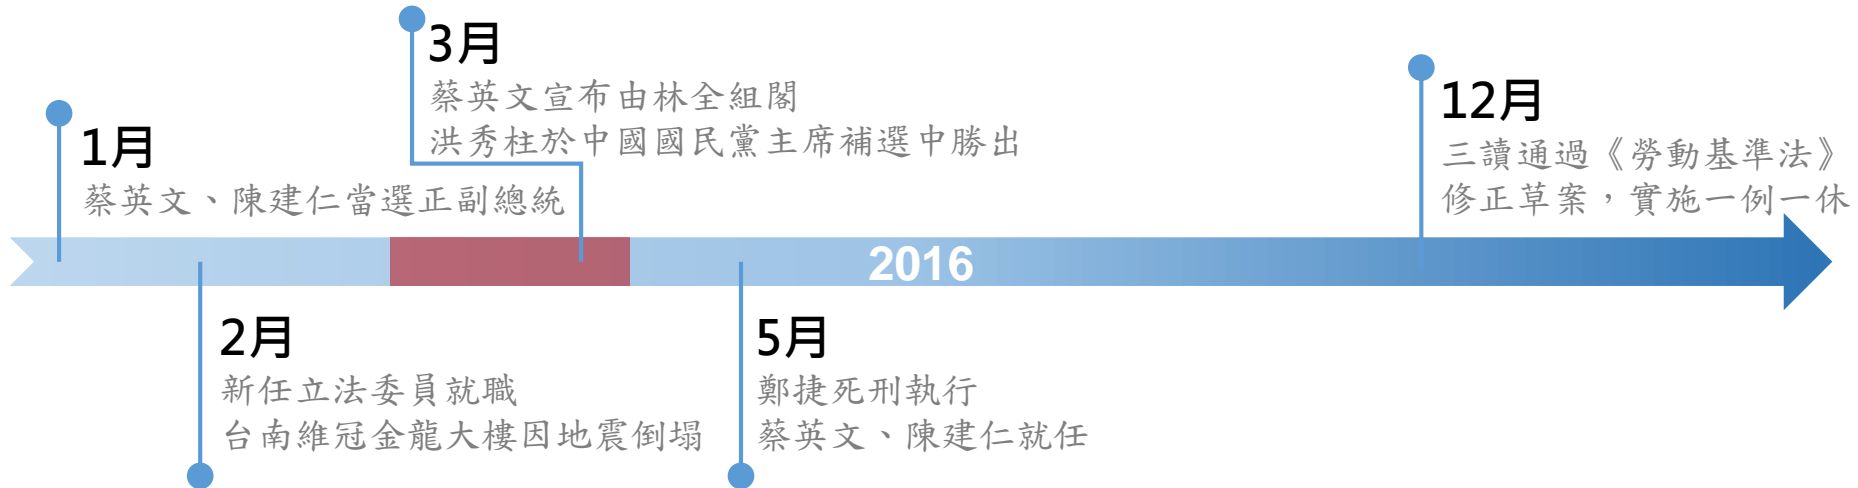 1月
蔡英文、陳建仁當選正副總統
2月
新任立法委員就職
台南維冠金龍大樓因地震倒塌
3月
蔡英文宣布由林全組閣
洪秀柱於中國國民黨主席補選中勝出
2016
5月
鄭捷死刑執行
蔡英文、陳建仁就任
12月
三讀通過《勞動基準法》
修正草案，實施一例一休